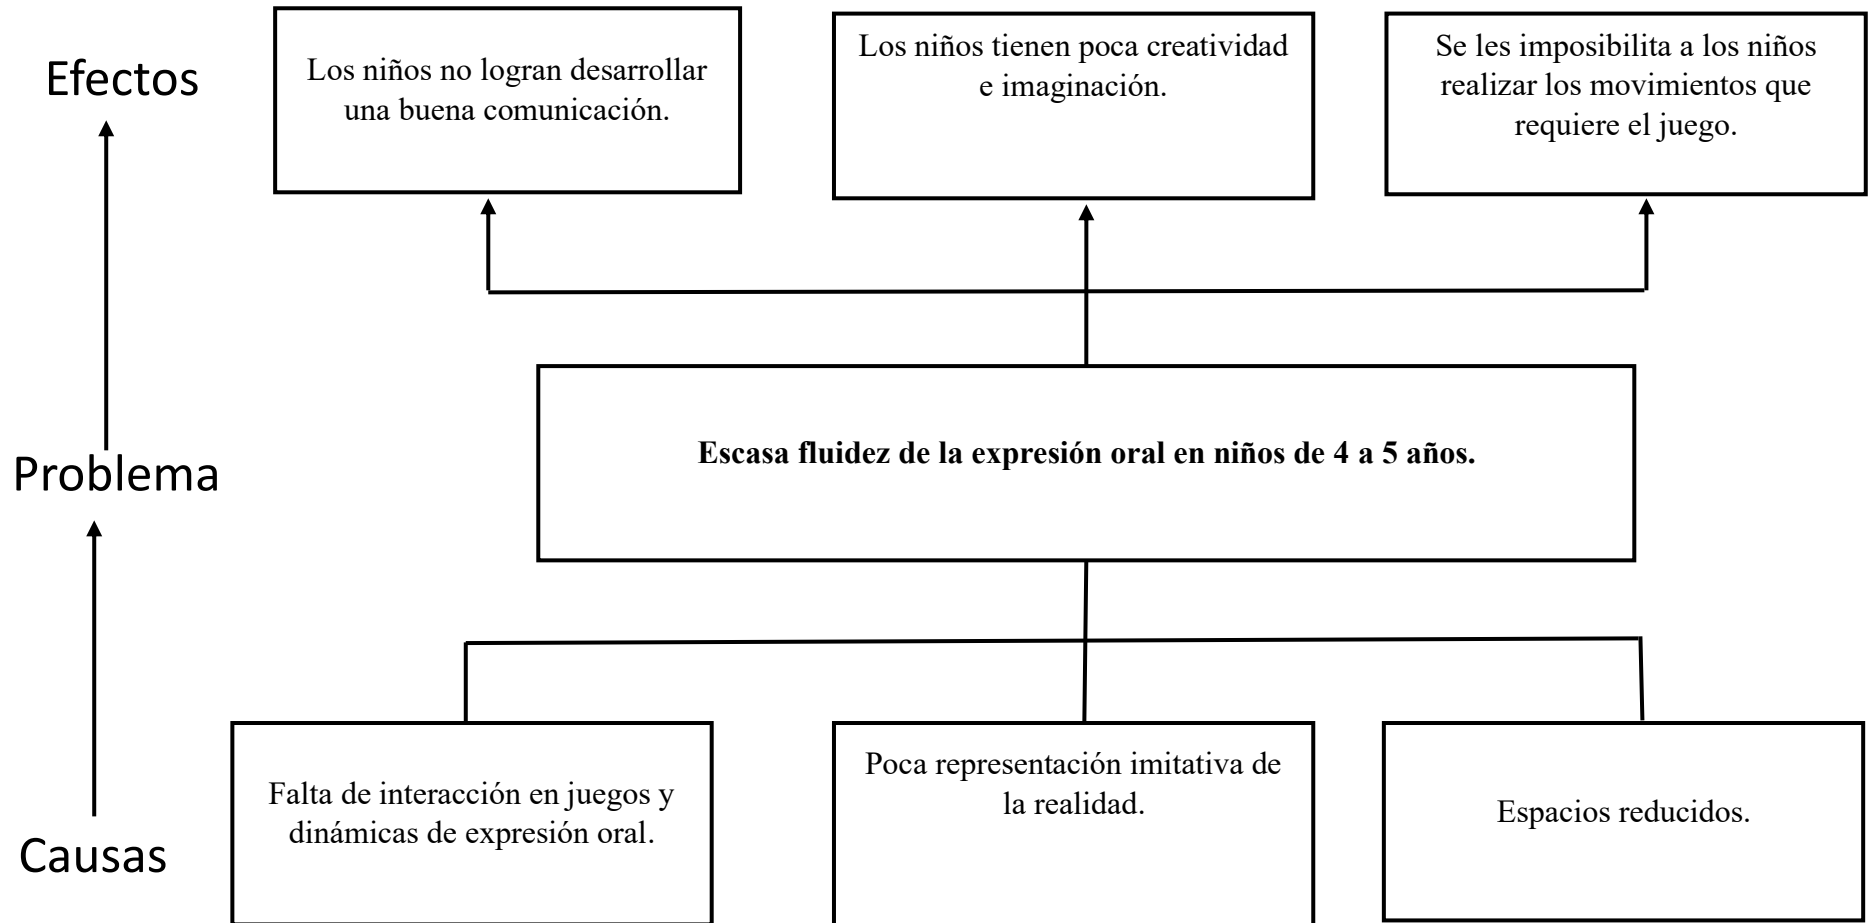 Efectos
Los niños no logran desarrollar
una buena comunicación.
Los niños tienen poca creatividad
e imaginación.
Se les imposibilita a los niños
realizar los movimientos que
requiere el juego.
Problema
Escasa fluidez de la expresión oral en niños de 4 a 5 años.
Causas
Falta de interacción en juegos y
dinámicas de expresión oral.
Poca representación imitativa de
la realidad.
Espacios reducidos.